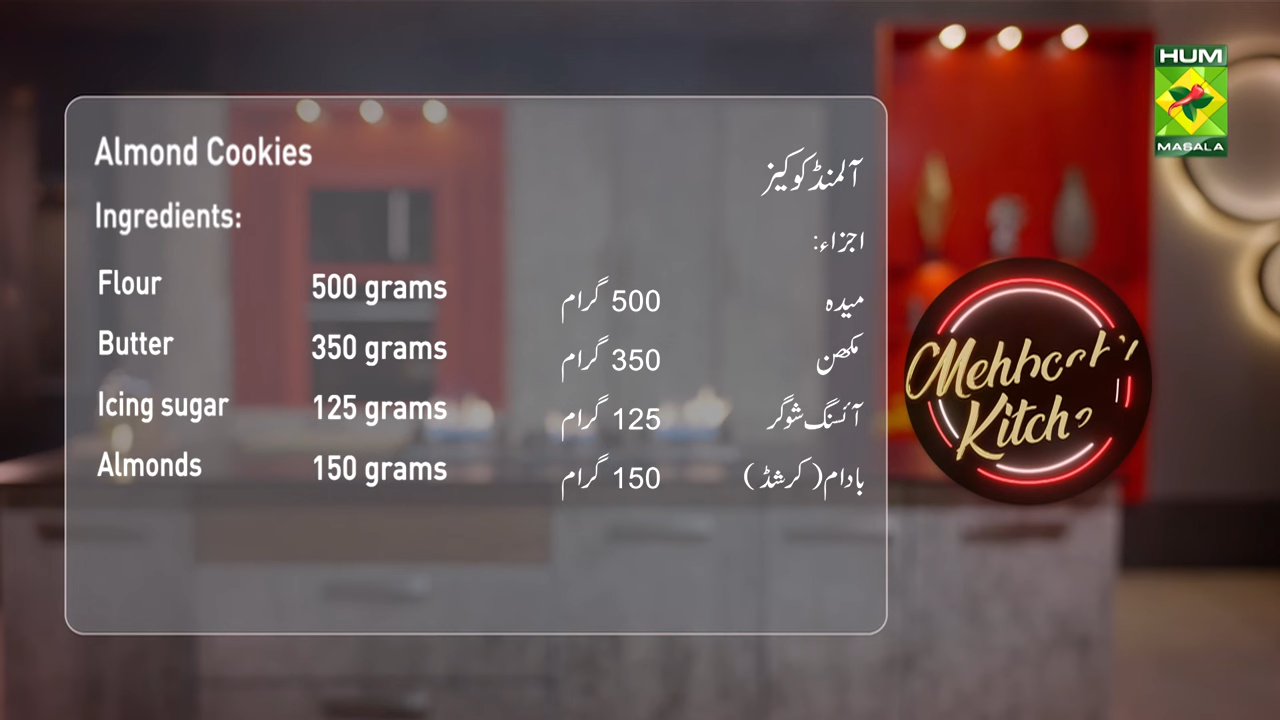 HUM
MASALA
Almond Cookies
آلمنڈ کوکیز
Ingredients:
اجزاء:
Flour 500 grams
500 گرام میدہ
Butter 350 grams
350 گرام مکھن
Icing sugar 125 grams
125 گرام آئسنگ شوگر
Almonds 150 grams
150 گرام بادام (کرشڈ)